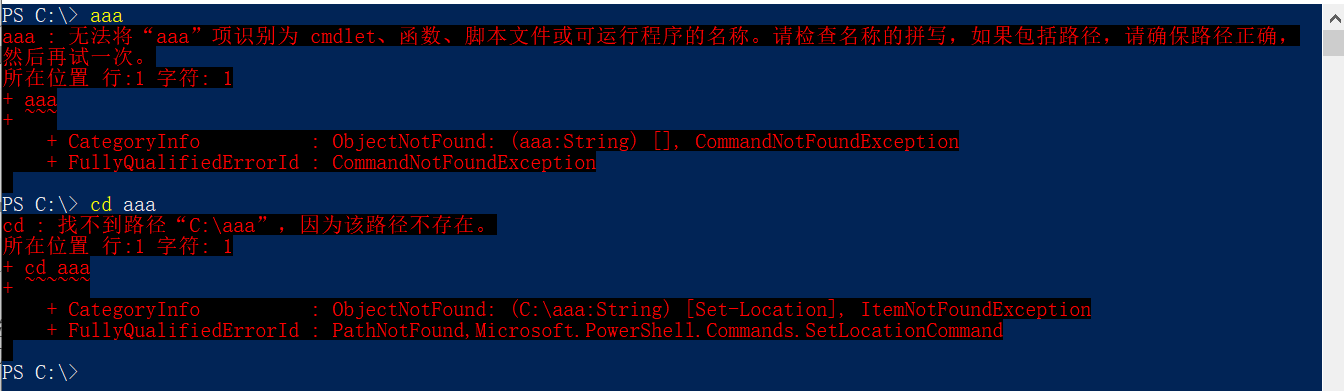 PS C:\> aaa
aaa : 无法将“aaa”项识别为 cmdlet、函数、脚本文件或可运行程序的名称。请检查名称的拼写，如果包括路径，请确保路径正确，
然后再试一次。
所在位置 行:1 字符: 1
+ aaa
+ ~~~
    + CategoryInfo          : ObjectNotFound: (aaa:String) [], CommandNotFoundException
    + FullyQualifiedErrorId : CommandNotFoundException
PS C:\> cd aaa
cd : 找不到路径“C:\aaa”，因为该路径不存在。
所在位置 行:1 字符: 1
+ cd aaa
+ ~~~~~~
    + CategoryInfo          : ObjectNotFound: (C:\aaa:String) [Set-Location], ItemNotFoundException
    + FullyQualifiedErrorId : PathNotFound,Microsoft.PowerShell.Commands.SetLocationCommand
PS C:\>